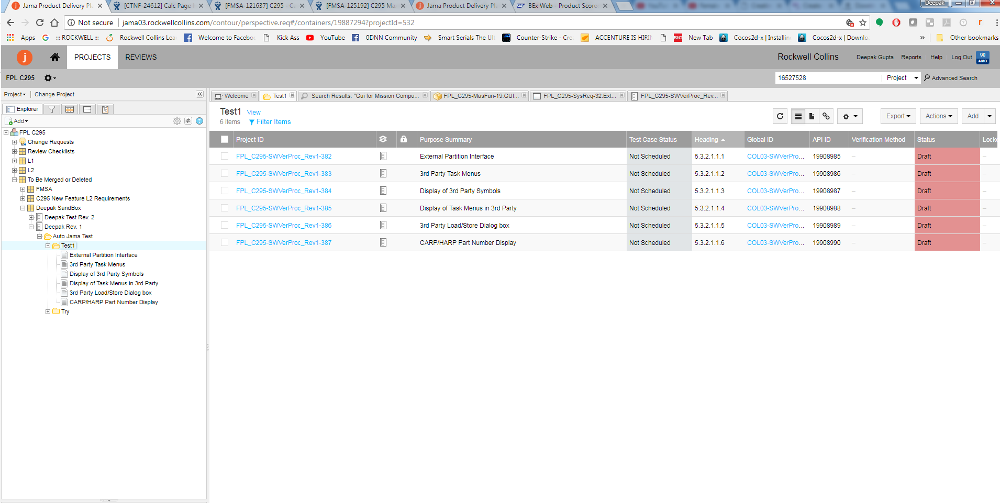 Jama Product Delivery Pla
[CTNF-24612] Calc Page
[FMSA-121637] C295 - Ca
[FMSA-125192] C295 Ma
Jama Product Delivery Pla
BEx Web - Product Score
Deepak
Not secure
jama03.rockwellcollins.com/contour/perspective.req#/containers/19887294?projectId=532
Apps
::: ROCKWELL :::
Rockwell Collins Lea
Welcome to Faceboo
Kick Ass
YouTube
0DNN Community
Smart Serials The Ult
Counter-Strike - Cre
ACCENTURE IS HIRI
New Tab
Cocos2d-x | Installin
Cocos2d-x | Downlo
»
Other bookmarks
j
PROJECTS
REVIEWS
Rockwell Collins
Deepak Gupta
Reports
Help
Log Out
90
AMC
FPL C295
16527528
Project
Advanced Search
Project
Change Project
Welcome
Test1
Search Results: "Gui for Mission Compu...
FPL_C295-MasFun-19:GUI...
FPL_C295-SysReq-32:Ext...
FPL_C295-SWVerProc_Rev...
Explorer
Add
Test1 View
6 items
Filter Items
Export
Actions
Add
FPL C295
Change Requests
Review Checklists
L1
L2
To Be Merged or Deleted
FMSA
C295 New Feature L2 Requirements
Deepak SandBox
Deepak Test Rev. 2
Deepak Rev. 1
Auto Jama Test
Test1
External Partition Interface
3rd Party Task Menus
Display of 3rd Party Symbols
Display of Task Menus in 3rd Party
3rd Party Load/Store Dialog box
CARP/HARP Part Number Display
Try
Project ID Purpose Summary Test Case Status Heading Global ID API ID Verification Method Status Locke
FPL_C295-SWVerProc_Rev1-382 External Partition Interface Not Scheduled 5.3.2.1.1.1 COL03-SWVerPro... 19908985 – Draft –
FPL_C295-SWVerProc_Rev1-383 3rd Party Task Menus Not Scheduled 5.3.2.1.1.2 COL03-SWVerPro... 19908986 – Draft –
FPL_C295-SWVerProc_Rev1-384 Display of 3rd Party Symbols Not Scheduled 5.3.2.1.1.3 COL03-SWVerPro... 19908987 – Draft –
FPL_C295-SWVerProc_Rev1-385 Display of Task Menus in 3rd Party Not Scheduled 5.3.2.1.1.4 COL03-SWVerPro... 19908988 – Draft –
FPL_C295-SWVerProc_Rev1-386 3rd Party Load/Store Dialog box Not Scheduled 5.3.2.1.1.5 COL03-SWVerPro... 19908989 – Draft –
FPL_C295-SWVerProc_Rev1-387 CARP/HARP Part Number Display Not Scheduled 5.3.2.1.1.6 COL03-SWVerPro... 19908990 – Draft –